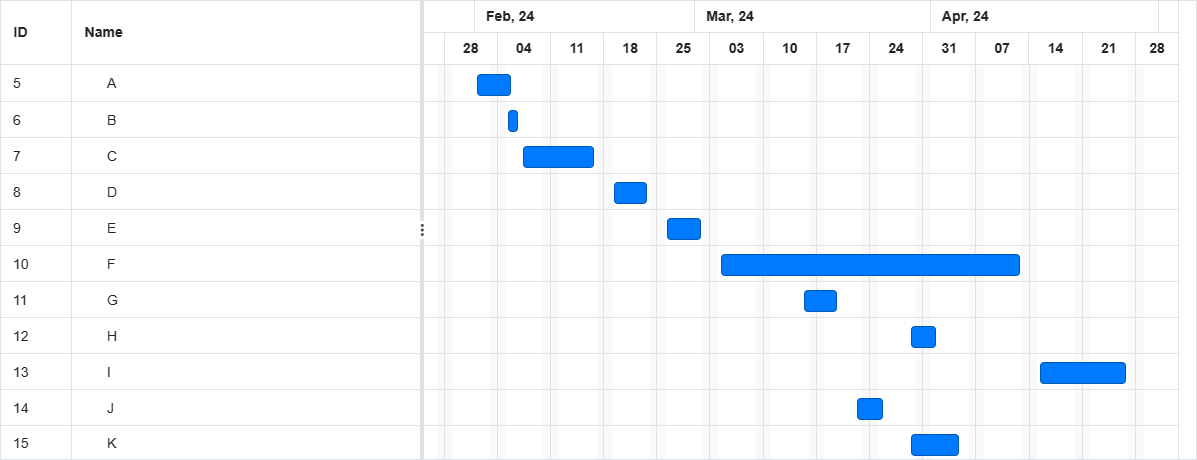 ID Name Feb, 24 Mar, 24 Apr, 24
28 04 11 18 25 03 10 17 24 31 07 14 21 28
5 A
6 B
7 C
8 D
9 E
10 F
11 G
12 H
13 I
14 J
15 K